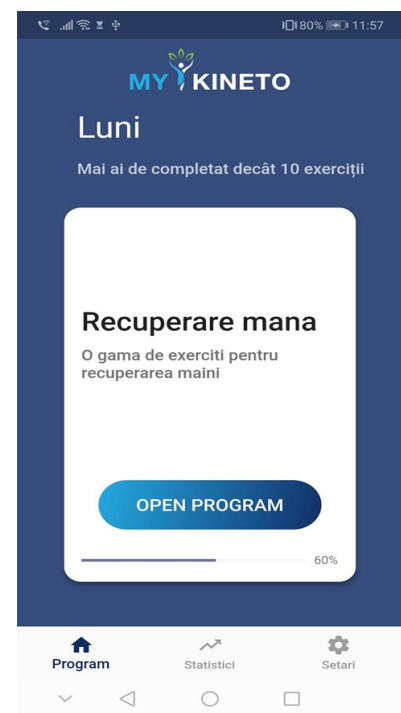 80% 11:57
MY KINETO
Luni
Mai ai de completat decât 10 exerciții
Recuperare mana
O gama de exerciti pentru
recuperarea maini
OPEN PROGRAM
60%
Program Statistici Setari